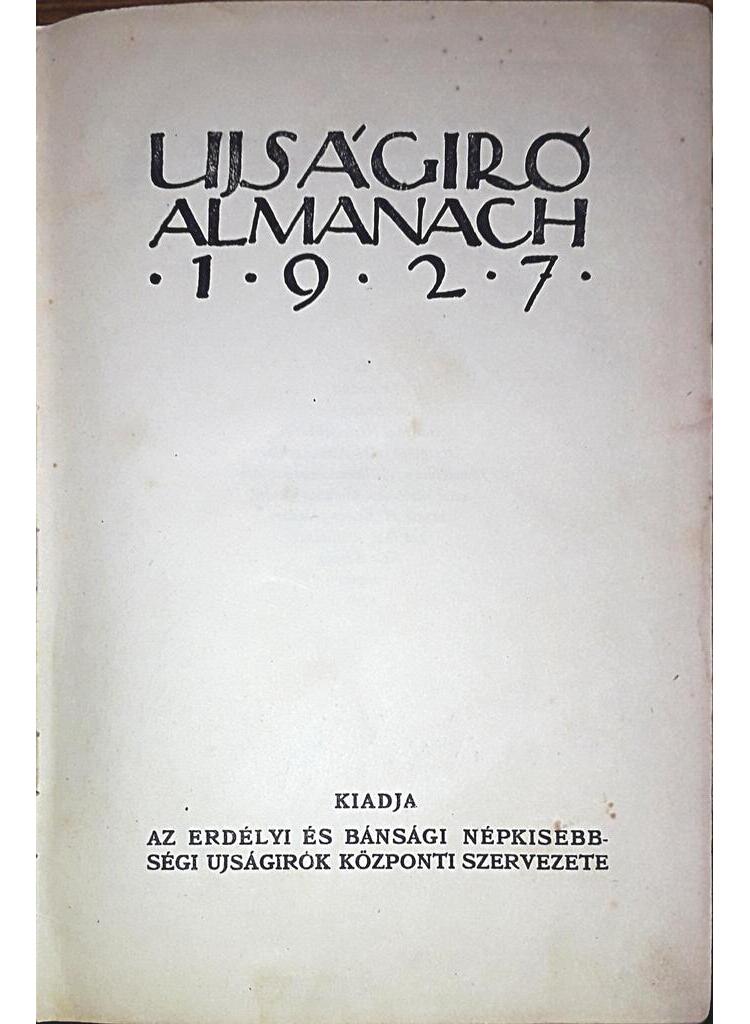 UJSÁGIRÓ
ALMANACH
·1·9·2·7·
KIADJA
AZ ERDÉLYI ÉS BÁNSÁGI NÉPKISEBB-
SÉGI UJSÁGIRÓK KÖZPONTI SZERVEZETE